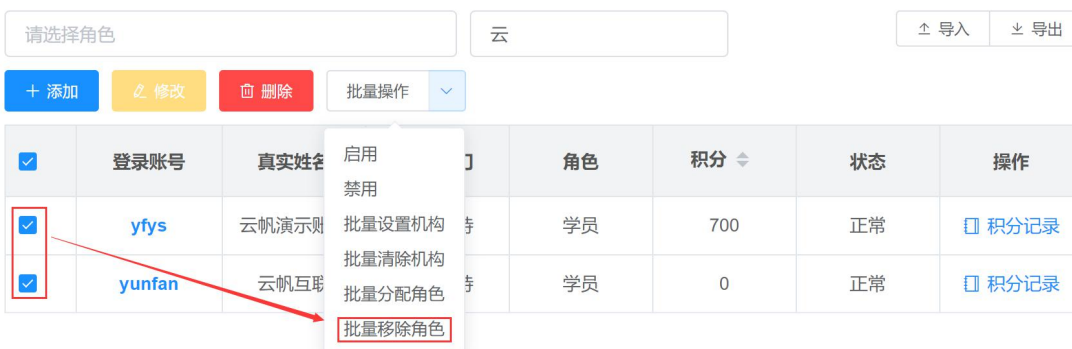 请选择角色 云 导入 导出
添加 修改 删除 批量操作
登录账号 真实姓名 角色 积分 状态 操作
启用
禁用
yfys 云帆演示账 批量设置机构 学员 700 正常 积分记录
批量清除机构
yunfan 云帆互联 学员 0 正常 积分记录
批量分配角色
批量移除角色